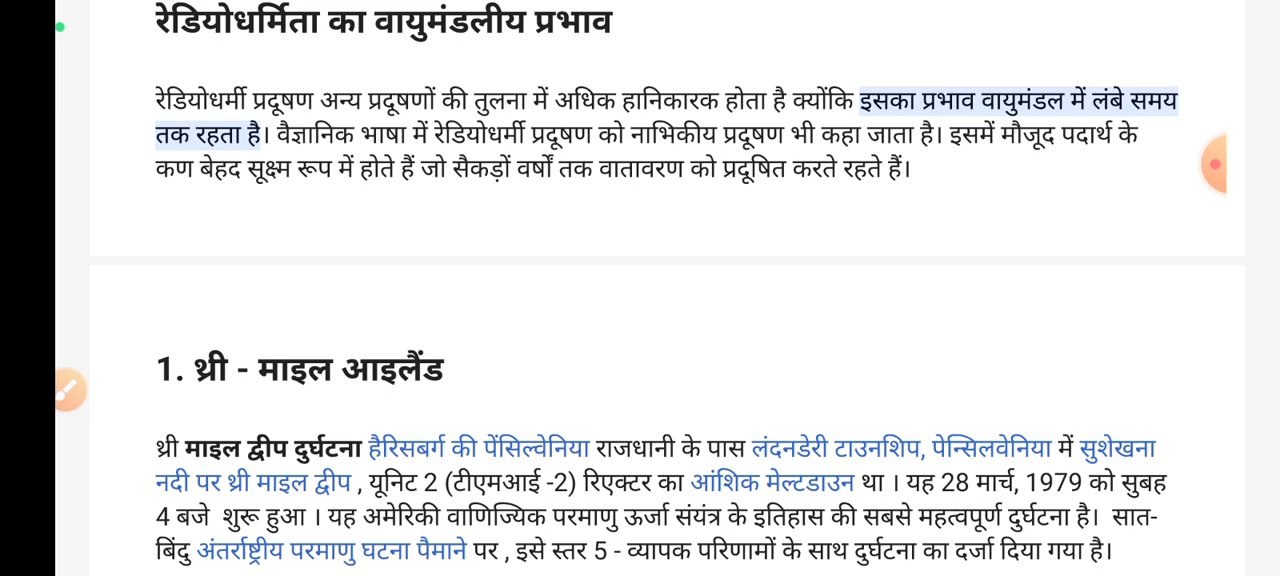 रेडियोधर्मिता का वायुमंडलीय प्रभाव
रेडियोधर्मी प्रदूषण अन्य प्रदूषणों की तुलना में अधिक हानिकारक होता है क्योंकि इसका प्रभाव वायुमंडल में लंबे समय
तक रहता है। वैज्ञानिक भाषा में रेडियोधर्मी प्रदूषण को नाभिकीय प्रदूषण भी कहा जाता है। इसमें मौजूद पदार्थ के
कण बेहद सूक्ष्म रूप में होते हैं जो सैकड़ों वर्षों तक वातावरण को प्रदूषित करते रहते हैं।
1. थ्री - माइल आइलैंड
थ्री माइल द्वीप दुर्घटना हैरिसबर्ग की पेंसिल्वेनिया राजधानी के पास लंदनडेरी टाउनशिप, पेन्सिलवेनिया में सुशेखना
नदी पर थ्री माइल द्वीप , यूनिट 2 (टीएमआई -2) रिएक्टर का आंशिक मेल्टडाउन था । यह 28 मार्च, 1979 को सुबह
4 बजे शुरू हुआ । यह अमेरिकी वाणिज्यिक परमाणु ऊर्जा संयंत्र के इतिहास की सबसे महत्वपूर्ण दुर्घटना है। सात-
बिंदु अंतर्राष्ट्रीय परमाणु घटना पैमाने पर , इसे स्तर 5 - व्यापक परिणामों के साथ दुर्घटना का दर्जा दिया गया है।